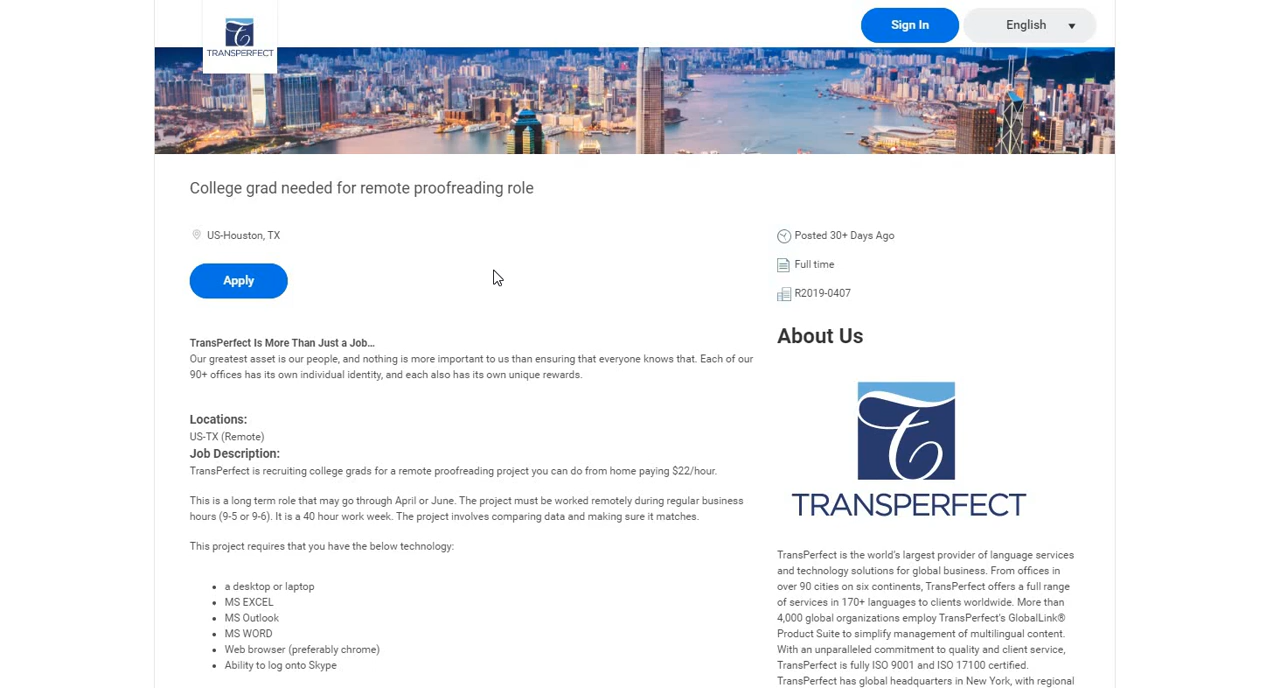 Sign In
English
TRANSPERFECT
College grad needed for remote proofreading role
US-Houston, TX
Apply
Posted 30+ Days Ago
Full time
R2019-0407
TransPerfect Is More Than Just a Job…
Our greatest asset is our people, and nothing is more important to us than ensuring that everyone knows that. Each of our
90+ offices has its own individual identity, and each also has its own unique rewards.
Locations:
US-TX (Remote)
Job Description:
TransPerfect is recruiting college grads for a remote proofreading project you can do from home paying $22/hour.
This is a long term role that may go through April or June. The project must be worked remotely during regular business
hours (9-5 or 9-6). It is a 40 hour work week. The project involves comparing data and making sure it matches.
This project requires that you have the below technology:
• a desktop or laptop
• MS EXCEL
• MS Outlook
• MS WORD
• Web browser (preferably chrome)
• Ability to log onto Skype
About Us
TRANSPERFECT
TransPerfect is the world's largest provider of language services
and technology solutions for global business. From offices in
over 90 cities on six continents, TransPerfect offers a full range
of services in 170+ languages to clients worldwide. More than
4,000 global organizations employ TransPerfect's GlobalLink®
Product Suite to simplify management of multilingual content.
With an unparalleled commitment to quality and client service,
TransPerfect is fully ISO 9001 and ISO 17100 certified.
TransPerfect has global headquarters in New York, with regional